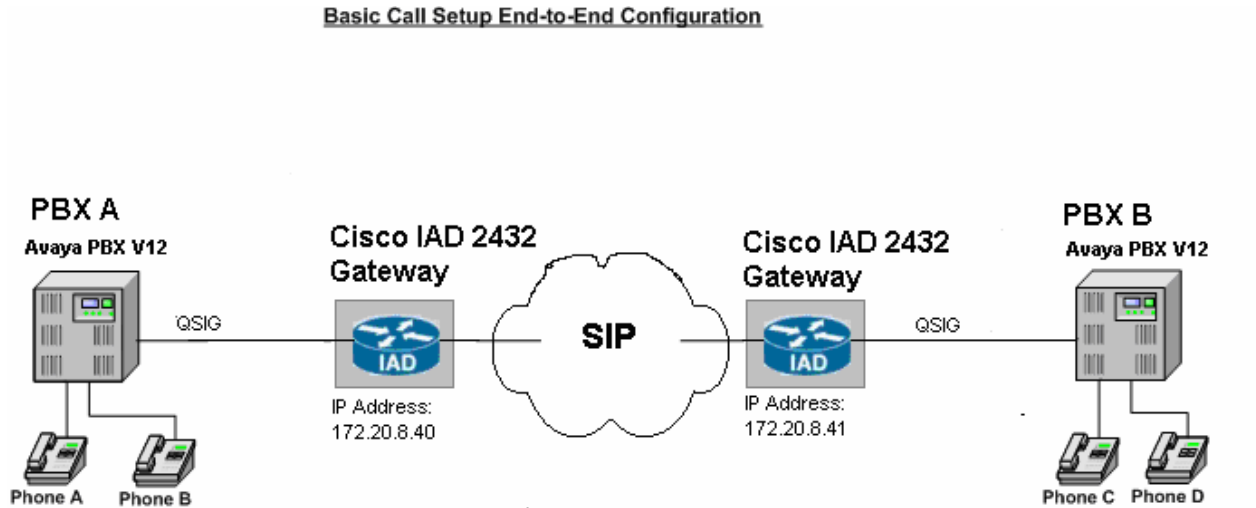 Basic Call Setup End-to-End Configuration
PBX A
Avaya PBX V12
Cisco IAD 2432
Gateway
Cisco IAD 2432
Gateway
PBX B
Avaya PBX V12
QSIG
IAD
SIP
IAD
QSIG
IP Address:
172.20.8.40
IP Address:
172.20.8.41
Phone A
Phone B
Phone C
Phone D